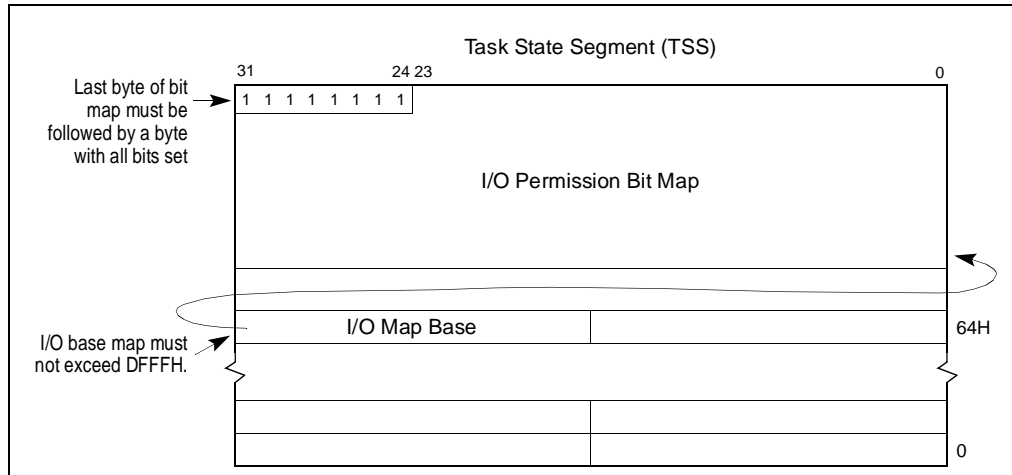 Task State Segment (TSS)
31 24 23 0
Last byte of bit
map must be
followed by a byte
with all bits set
1 1 1 1 1 1 1 1
I/O Permission Bit Map
I/O Map Base
64H
I/O base map must
not exceed DFFFH.
0